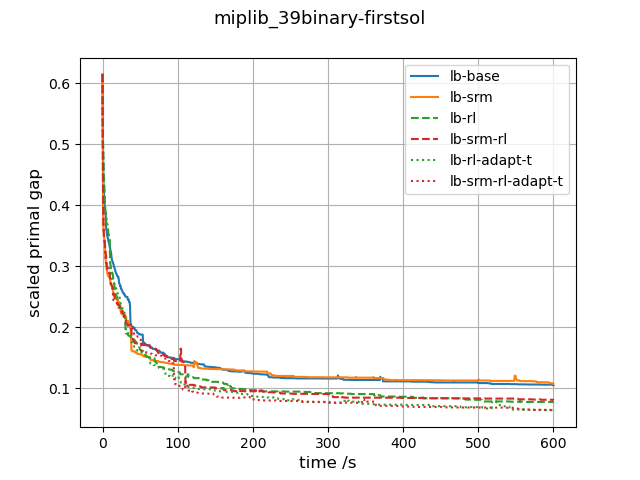 miplib_39binary-firstsol
0.6
0.5
0.4
0.3
0.2
0.1
scaled primal gap
lb-base
lb-srm
lb-rl
lb-srm-rl
lb-rl-adapt-t
lb-srm-rl-adapt-t
0 100 200 300 400 500 600
time /s